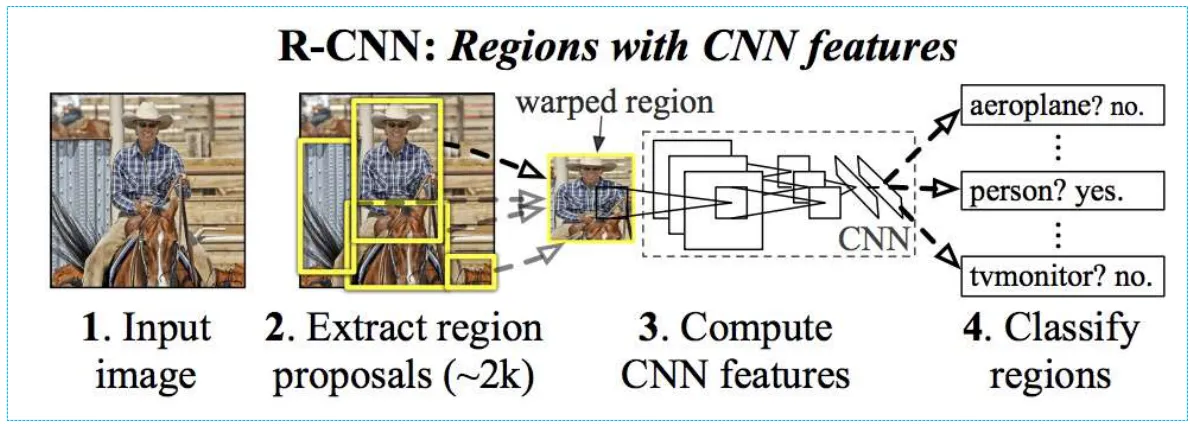 R-CNN: Regions with CNN features
warped region
aeroplane? no.
person? yes.
tvmonitor? no.
CNN
1. Input
image
2. Extract region
proposals (~2k)
3. Compute
CNN features
4. Classify
regions